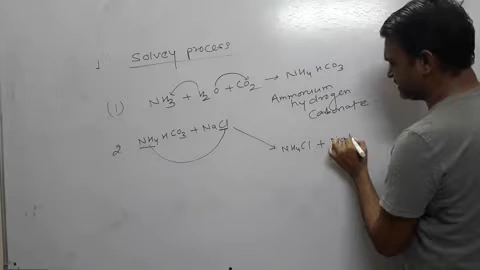 1 Solvey process
(1) NH3 + H2O + CO2 → NH4HCO3
Ammonium
hydrogen
Carbonate
2 NH4HCO3 + NaCl
→ NH4Cl +